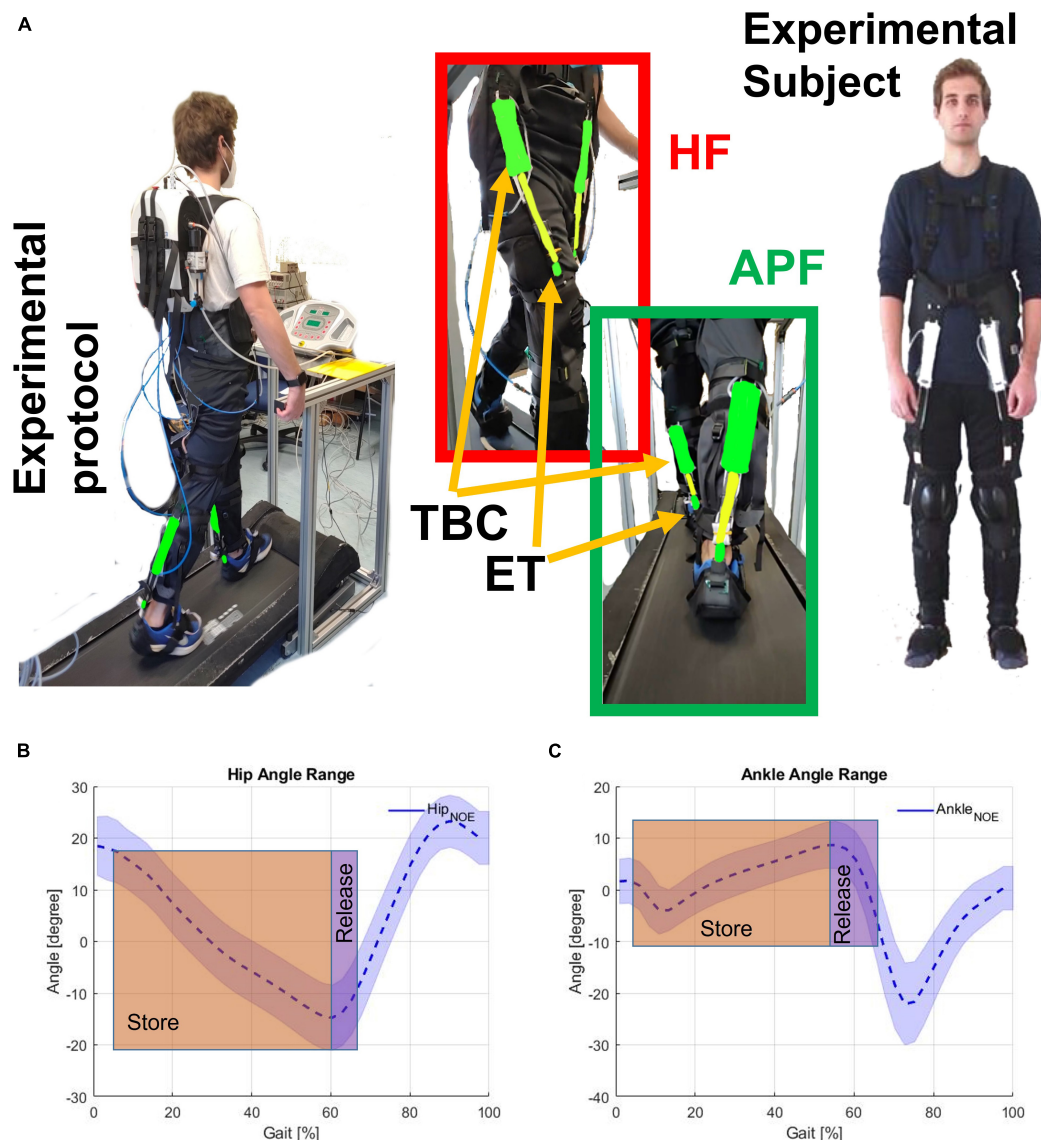 A
Experimental
Subject
HF
APF
Experimental
protocol
TBC
ET
B
Hip Angle Range
30
20
10
0
-10
-20
-30
Angle [degree]
Hip_NOE
Store
Release
0
20
40
60
80
100
Gait [%]
C
Ankle Angle Range
20
10
0
-10
-20
-30
-40
Angle [degree]
Ankle_NOE
Store
Release
0
20
40
60
80
100
Gait [%]